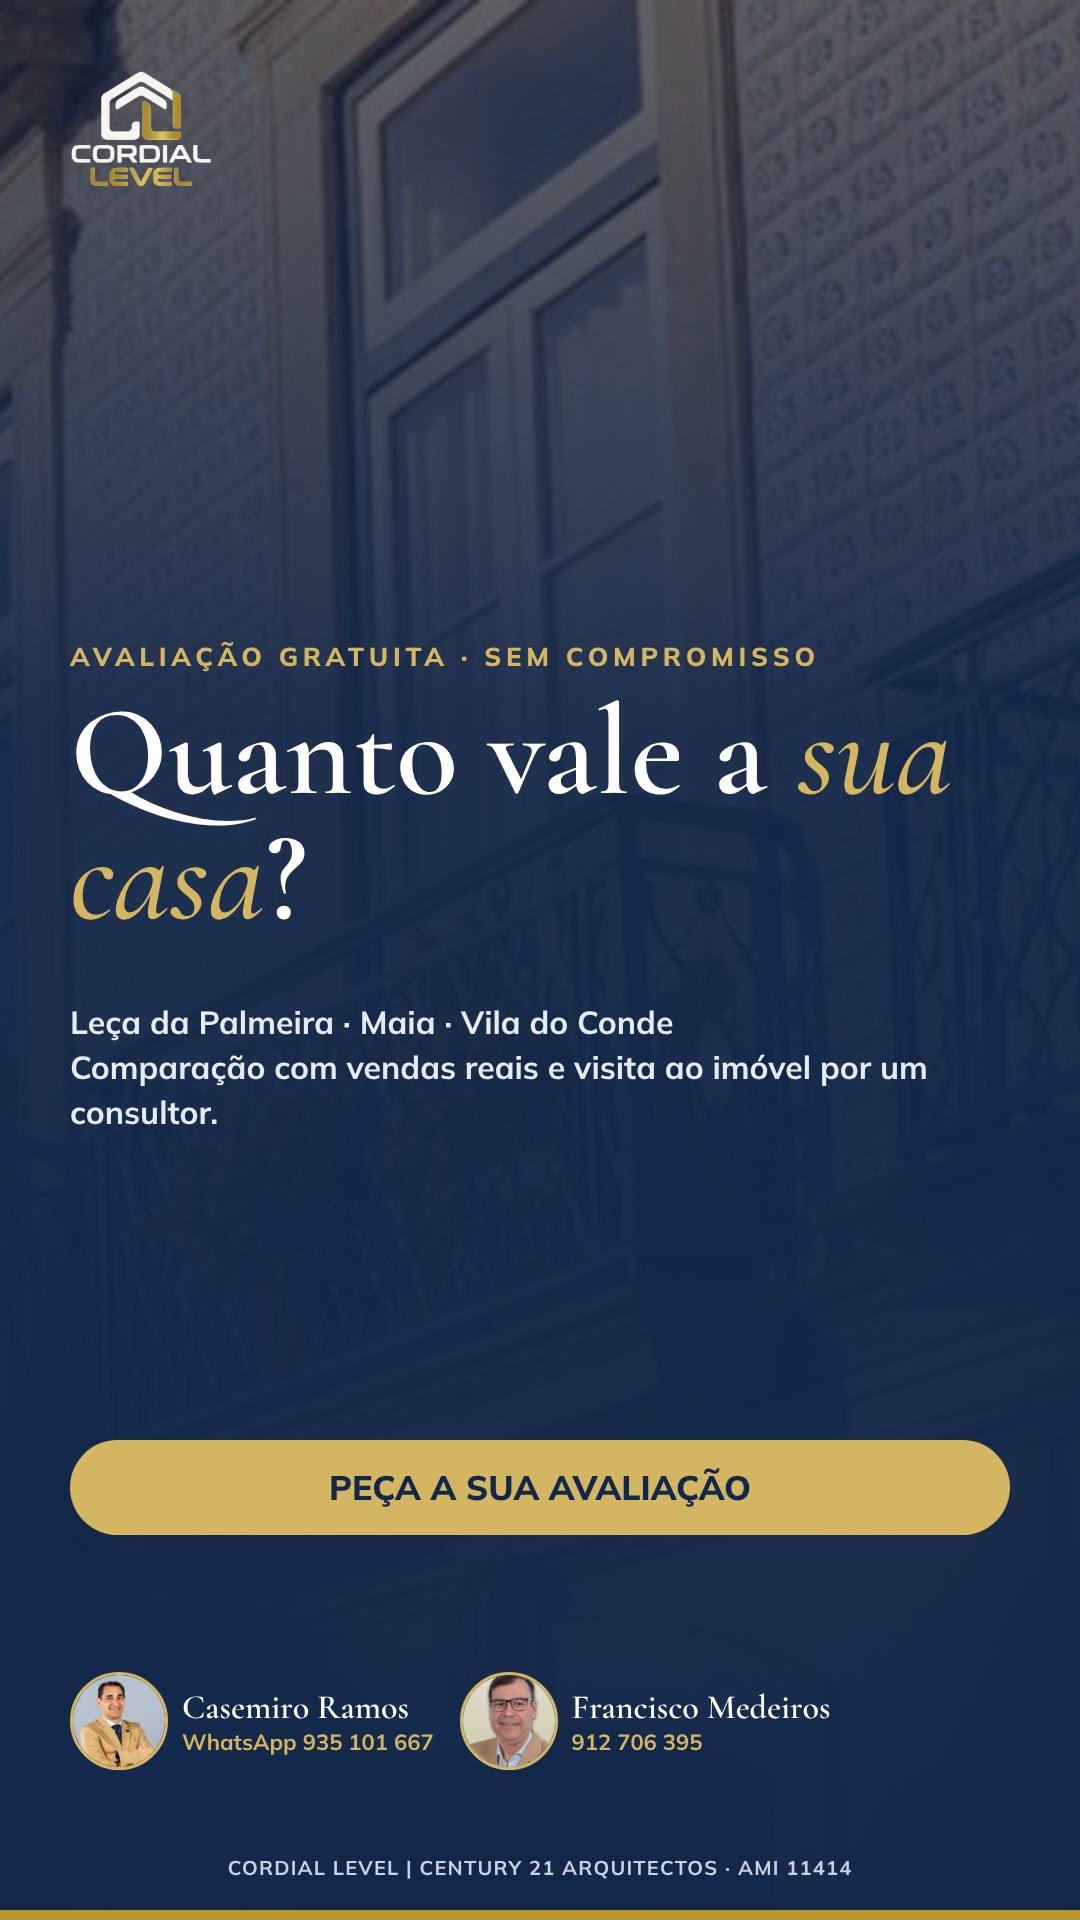 CORDIAL
LEVEL
AVALIAÇÃO GRATUITA · SEM COMPROMISSO
Quanto vale a sua
casa?
Leça da Palmeira · Maia · Vila do Conde
Comparação com vendas reais e visita ao imóvel por um
consultor.
PEÇA A SUA AVALIAÇÃO
Casemiro Ramos
WhatsApp 935 101 667
Francisco Medeiros
912 706 395
CORDIAL LEVEL | CENTURY 21 ARQUITECTOS · AMI 11414